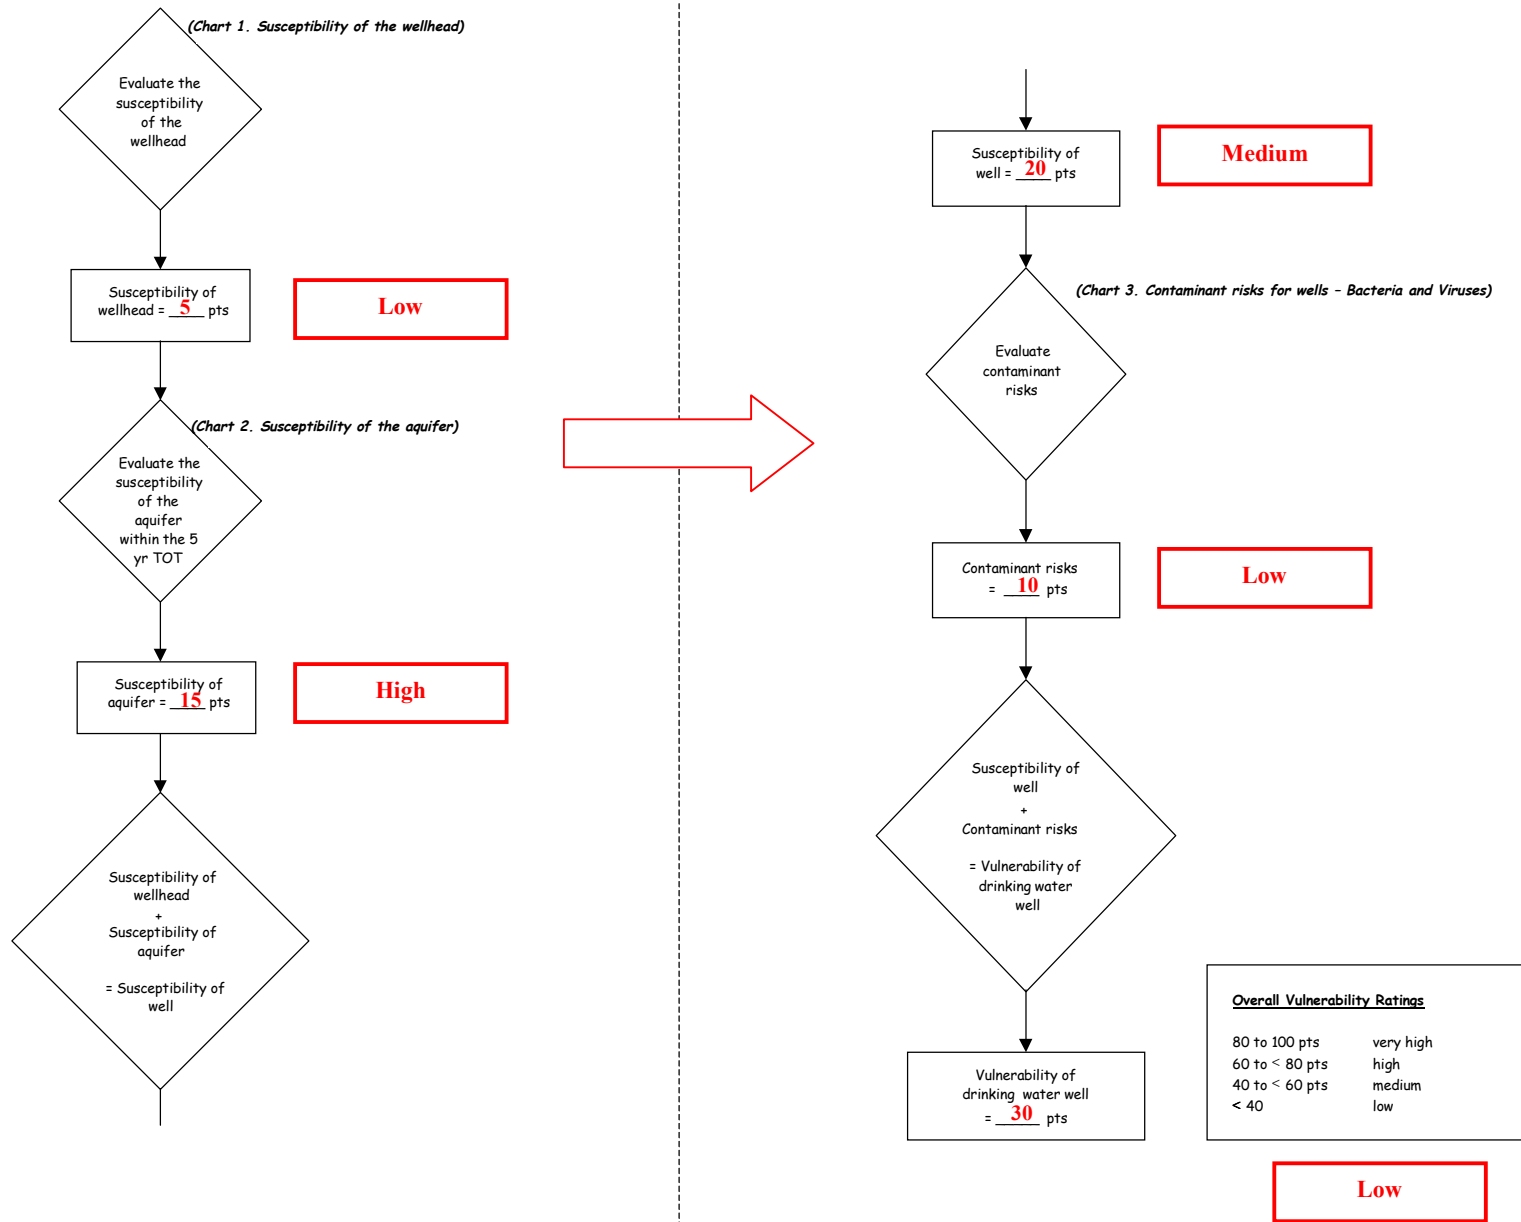 (Chart 1. Susceptibility of the wellhead)
Evaluate the
susceptibility
of the
wellhead
Susceptibility of
wellhead = 5 pts
Low
(Chart 2. Susceptibility of the aquifer)
Evaluate the
susceptibility
of the
aquifer
within the 5
yr TOT
Susceptibility of
aquifer = 15 pts
High
Susceptibility of
wellhead
+
Susceptibility of
aquifer
= Susceptibility of
well
Susceptibility of
well = 20 pts
Medium
(Chart 3. Contaminant risks for wells – Bacteria and Viruses)
Evaluate
contaminant
risks
Contaminant risks
= 10 pts
Low
Susceptibility of
well
+
Contaminant risks
= Vulnerability of
drinking water
well
Vulnerability of
drinking water well
= 30 pts
Overall Vulnerability Ratings
80 to 100 pts very high
60 to < 80 pts high
40 to < 60 pts medium
< 40 low
Low